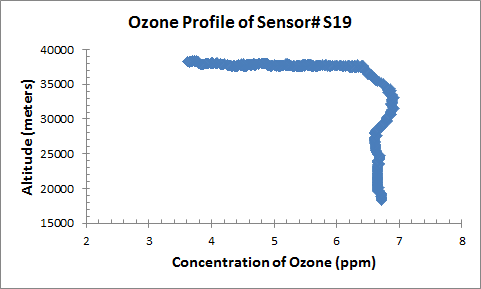 Ozone Profile of Sensor# S19
40000
35000
30000
25000
20000
15000
Altitude (meters)
2 3 4 5 6 7 8
Concentration of Ozone (ppm)